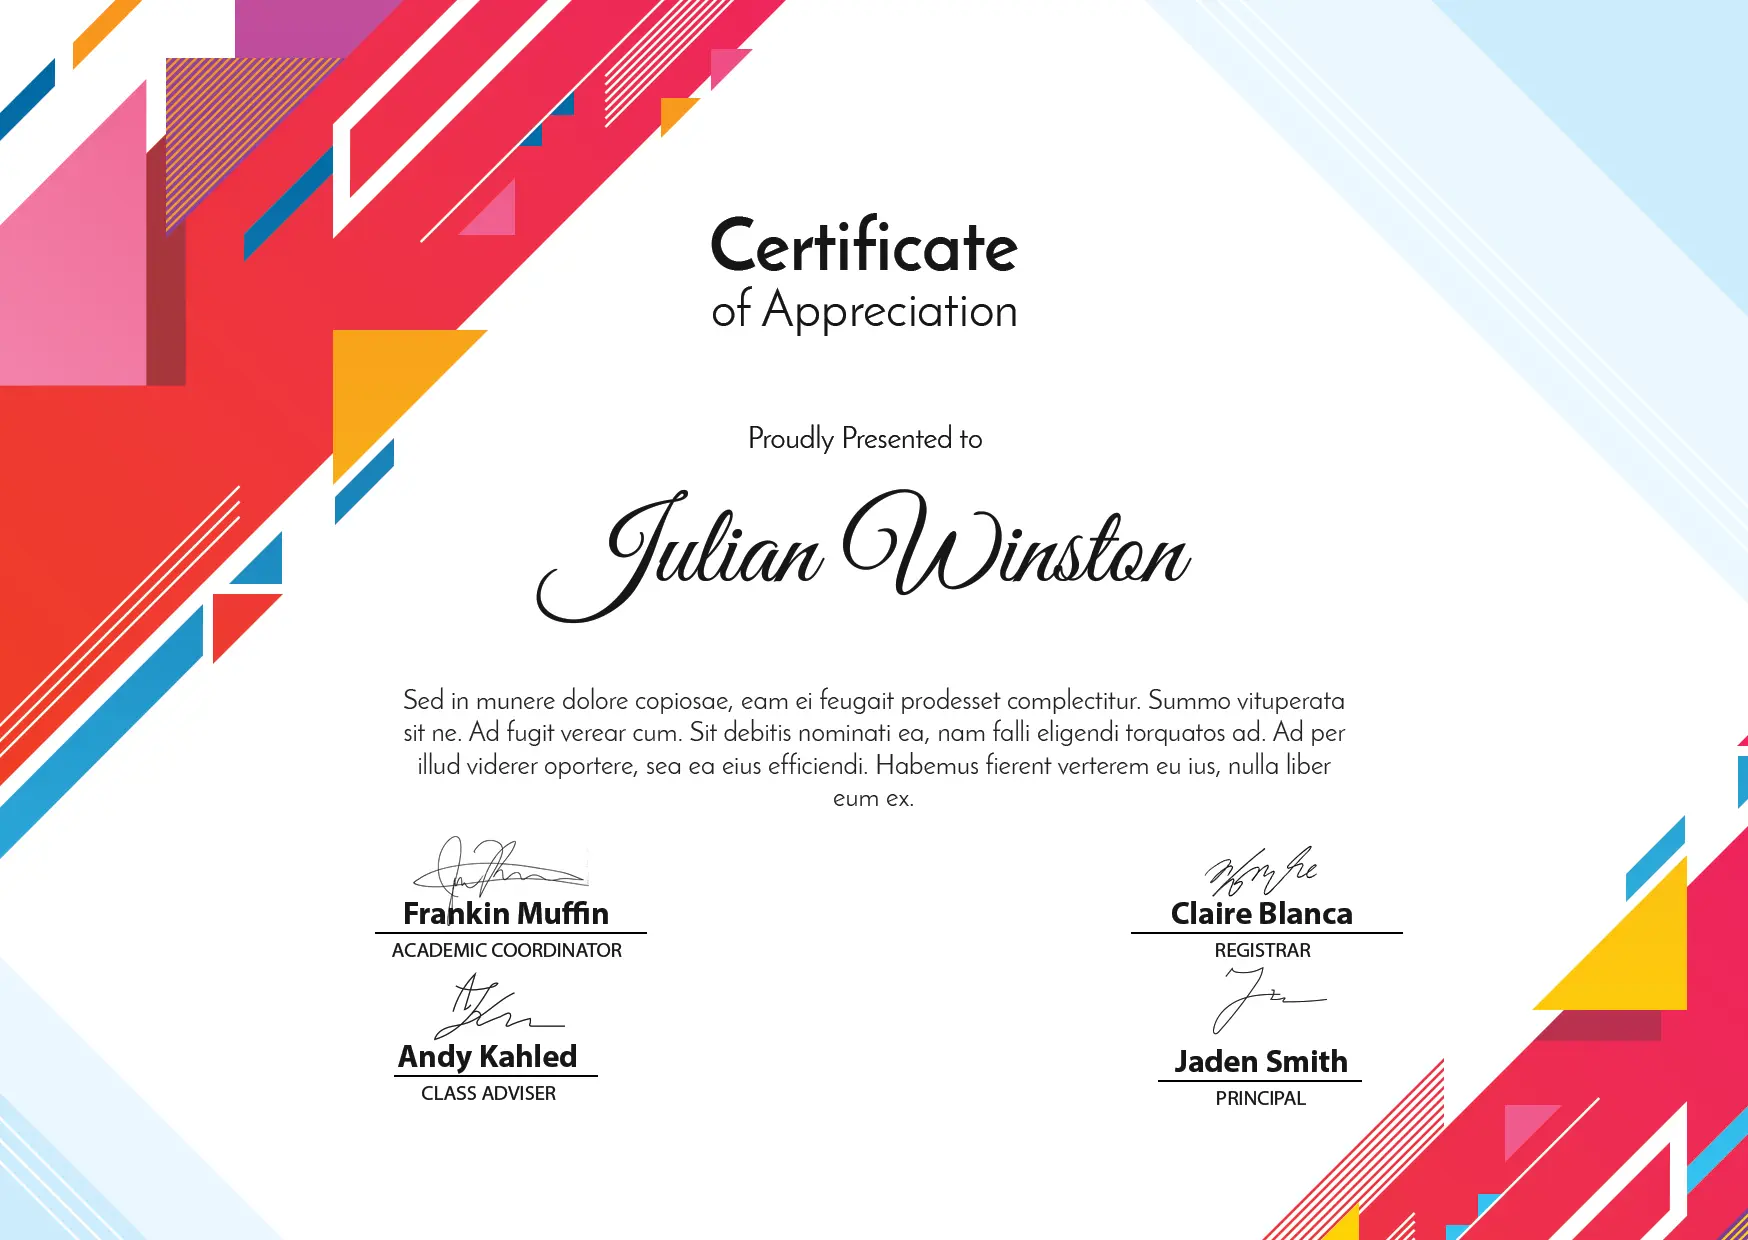 Certificate
of Appreciation
Proudly Presented to
Julian Winston
Sed in munere dolore copiosae, eam ei feugait prodesset complectitur. Summo vituperata
sit ne. Ad fugit verear cum. Sit debitis nominati ea, nam falli eligendi torquatos ad. Ad per
illud viderer oportere, sea ea eius efficiendi. Habemus fierent verterem eu ius, nulla liber
eum ex.
Frankin Muffin
ACADEMIC COORDINATOR
Claire Blanca
REGISTRAR
Andy Kahled
CLASS ADVISER
Jaden Smith
PRINCIPAL